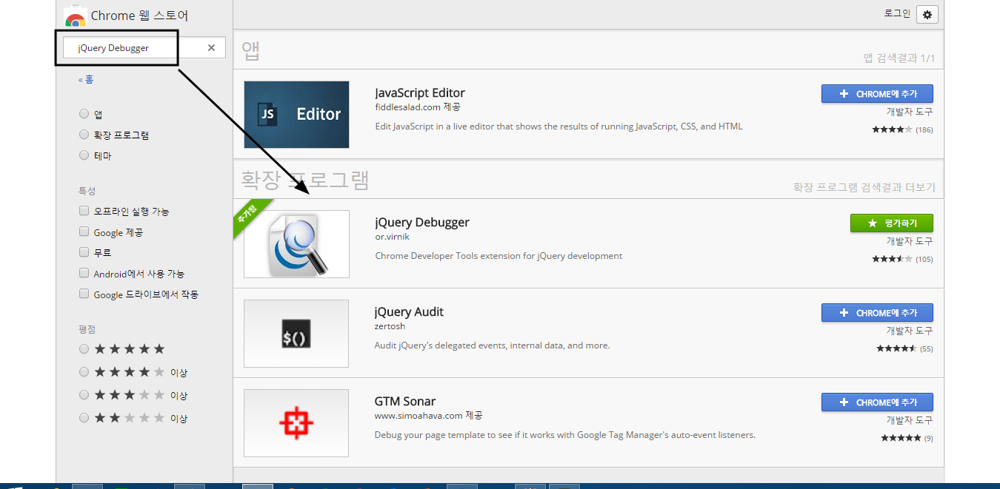 Chrome 웹 스토어
로그인
jQuery Debugger
« 홈
앱
확장 프로그램
테마
특성
오프라인 실행 가능
Google 제공
무료
Android에서 사용 가능
Google 드라이브에서 작동
평점
이상
이상
이상
앱
앱 검색결과 1/1
JS Editor
JavaScript Editor
fiddlesalad.com 제공
Edit JavaScript in a live editor that shows the results of running JavaScript, CSS, and HTML
CHROME에 추가
개발자 도구
(186)
확장 프로그램
확장 프로그램 검색결과 더보기
추가됨
jQuery Debugger
or.virnik
Chrome Developer Tools extension for jQuery development
평가하기
개발자 도구
(105)
$()
jQuery Audit
zertosh
Audit jQuery's delegated events, internal data, and more.
CHROME에 추가
개발자 도구
(55)
GTM Sonar
www.simoahava.com 제공
Debug your page template to see if it works with Google Tag Manager's auto-event listeners.
CHROME에 추가
개발자 도구
(9)